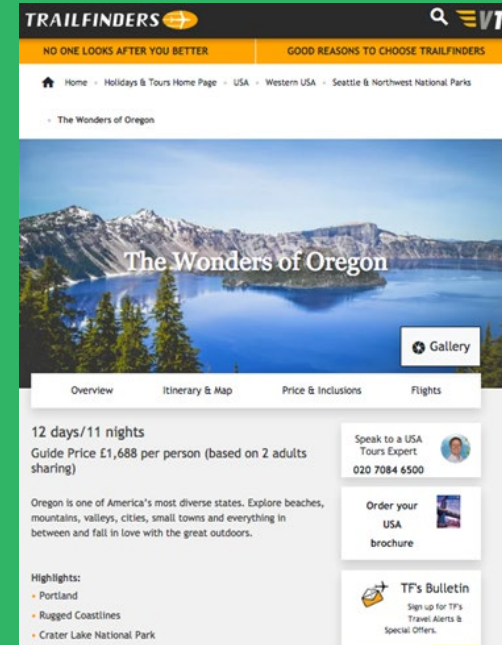 TRAILFINDERS
VT
NO ONE LOOKS AFTER YOU BETTER
GOOD REASONS TO CHOOSE TRAILFINDERS
Home • Holidays & Tours Home Page • USA • Western USA • Seattle & Northwest National Parks
• The Wonders of Oregon
The Wonders of Oregon
Gallery
Overview
Itinerary & Map
Price & Inclusions
Flights
12 days/11 nights
Guide Price £1,688 per person (based on 2 adults
sharing)
Oregon is one of America's most diverse states. Explore beaches,
mountains, valleys, cities, small towns and everything in
between and fall in love with the great outdoors.
Highlights:
• Portland
• Rugged Coastlines
• Crater Lake National Park
Speak to a USA
Tours Expert
020 7084 6500
Order your
USA
brochure
TF's Bulletin
Sign up for TF's
Travel Alerts &
Special Offers.